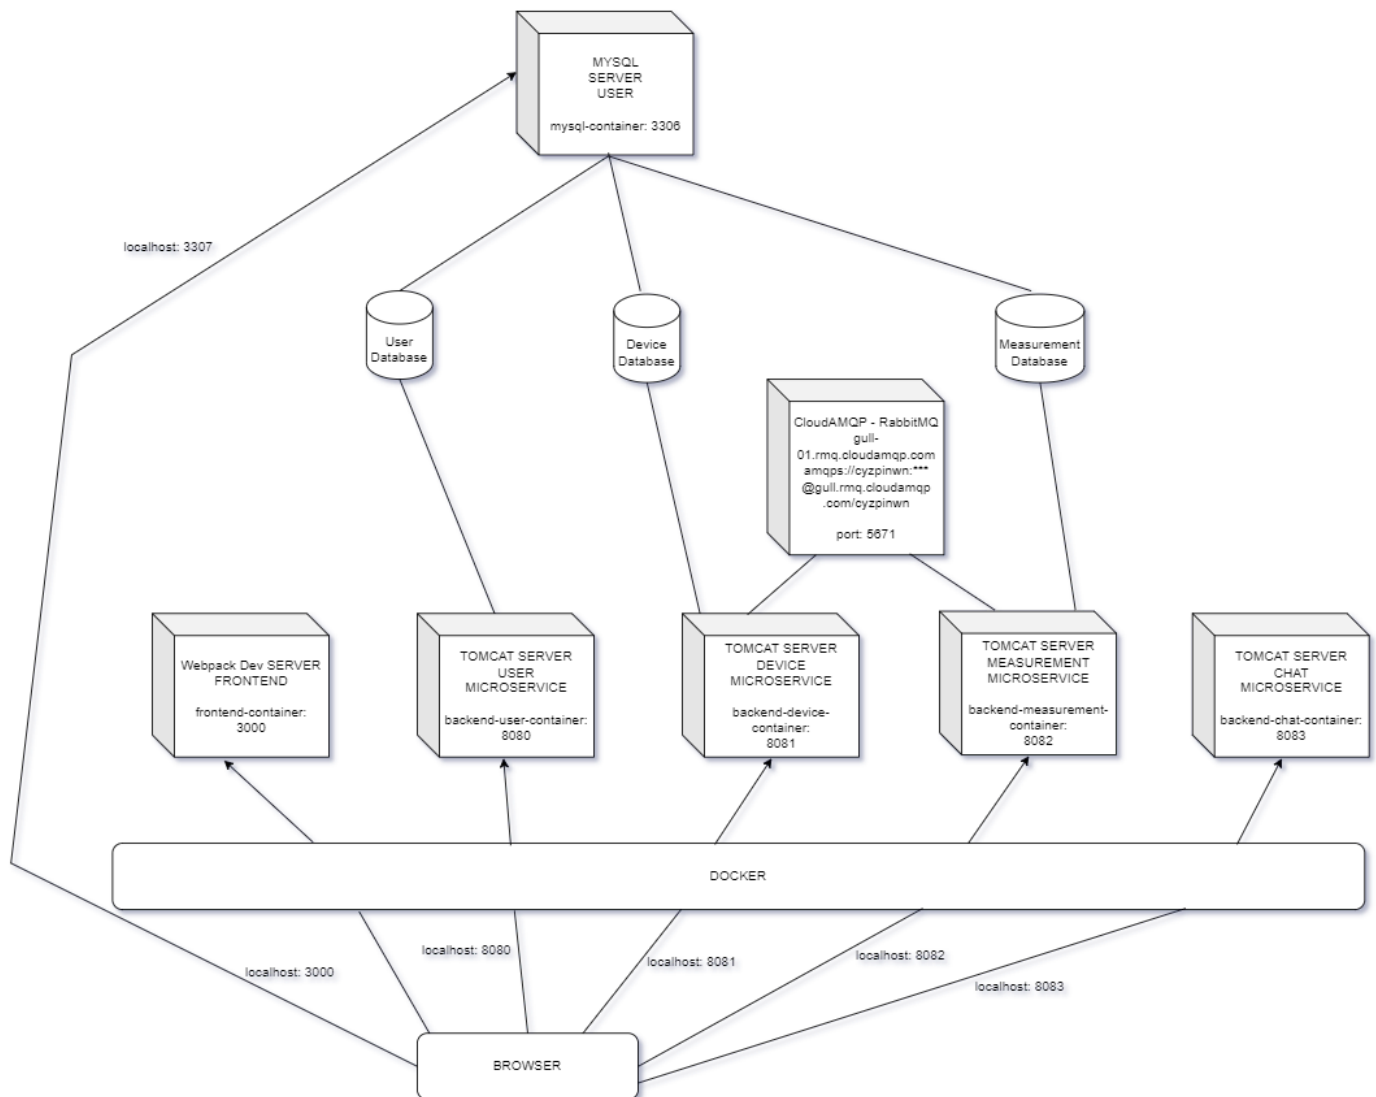 MYSQL
SERVER
USER
mysql-container: 3306
localhost: 3307
User
Database
Device
Database
Measurement
Database
CloudAMQP - RabbitMQ
gull-
01.rmq.cloudamqp.com
amqps://cyzpinwn:***
@gull.rmq.cloudamqp
.com/cyzpinwn
port: 5671
Webpack Dev SERVER
FRONTEND
frontend-container:
3000
TOMCAT SERVER
USER
MICROSERVICE
backend-user-container:
8080
TOMCAT SERVER
DEVICE
MICROSERVICE
backend-device-
container:
8081
TOMCAT SERVER
MEASUREMENT
MICROSERVICE
backend-measurement-
container:
8082
TOMCAT SERVER
CHAT
MICROSERVICE
backend-chat-container:
8083
DOCKER
localhost: 3000
localhost: 8080
localhost: 8081
localhost: 8082
localhost: 8083
BROWSER